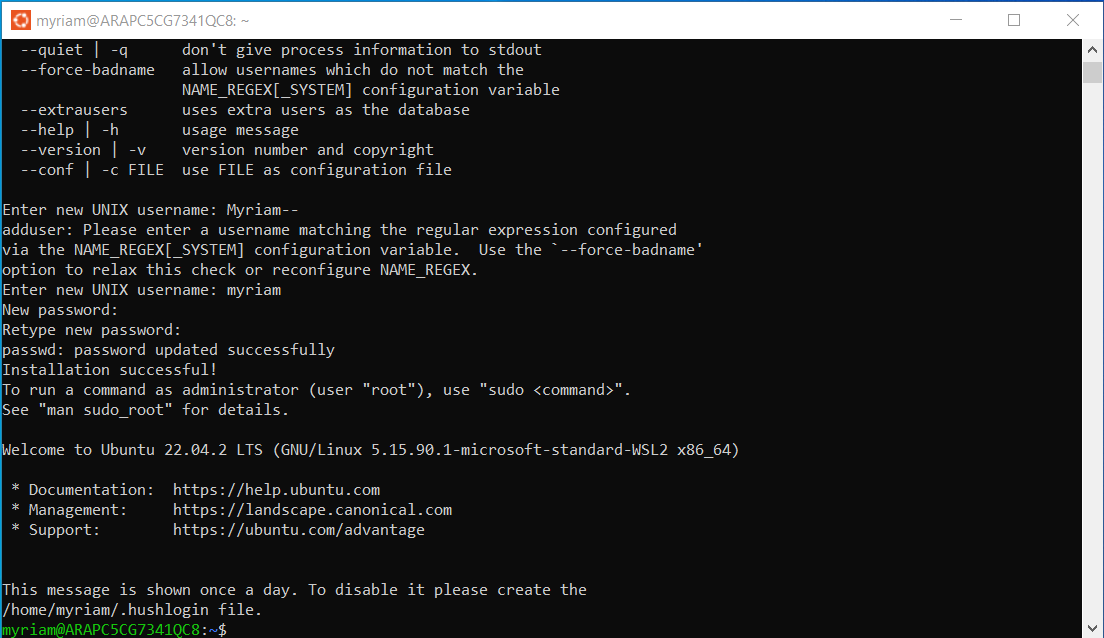 myriam@ARAPC5CG7341QC8: ~
--quiet | -q      don't give process information to stdout
--force-badname   allow usernames which do not match the
NAME_REGEX[_SYSTEM] configuration variable
--extrausers      uses extra users as the database
--help | -h       usage message
--version | -v    version number and copyright
--conf | -c FILE  use FILE as configuration file
Enter new UNIX username: Myriam--
adduser: Please enter a username matching the regular expression configured
via the NAME_REGEX[_SYSTEM] configuration variable.  Use the `--force-badname'
option to relax this check or reconfigure NAME_REGEX.
Enter new UNIX username: myriam
New password:
Retype new password:
passwd: password updated successfully
Installation successful!
To run a command as administrator (user "root"), use "sudo <command>".
See "man sudo_root" for details.
Welcome to Ubuntu 22.04.2 LTS (GNU/Linux 5.15.90.1-microsoft-standard-WSL2 x86_64)
* Documentation:  https://help.ubuntu.com
* Management:     https://landscape.canonical.com
* Support:        https://ubuntu.com/advantage
This message is shown once a day. To disable it please create the
/home/myriam/.hushlogin file.
myriam@ARAPC5CG7341QC8:~$